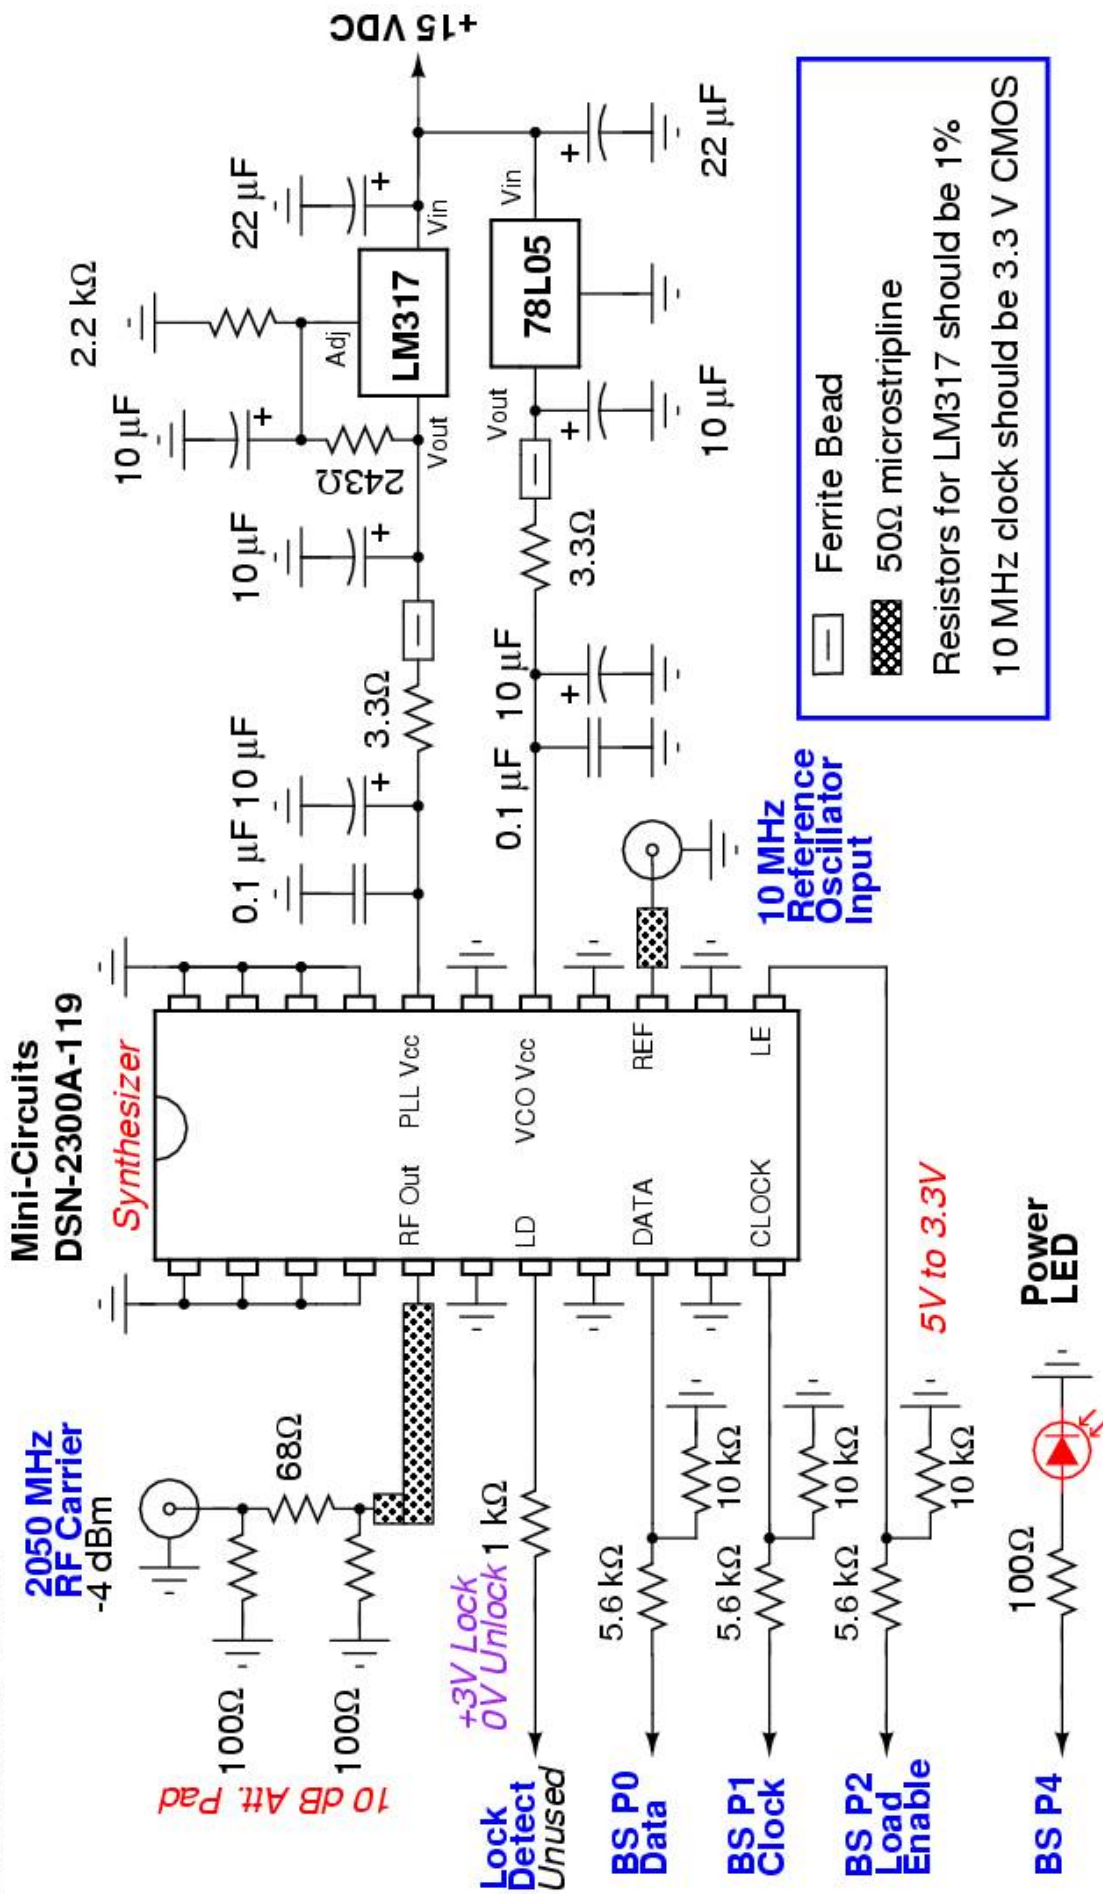 Mini-Circuits
DSN-2300A-119
Synthesizer
2050 MHz
RF Carrier
-4 dBm
68Ω
100Ω
100Ω
10 dB Att. Pad
RF Out
PLL Vcc
LD
VCO Vcc
DATA
REF
CLOCK
LE
0.1 µF
10 µF
3.3Ω
10 µF
10 µF
243Ω
2.2 kΩ
Adj
Vout
LM317
Vin
22 µF
+15 VDC
0.1 µF
10 µF
3.3Ω
Vout
10 µF
78L05
Vin
22 µF
+
+
+
+
+
+
+
10 MHz
Reference
Oscillator
Input
+3V Lock
0V Unlock
1 kΩ
Lock
Detect
Unused
BS P0
Data
5.6 kΩ
10 kΩ
BS P1
Clock
5.6 kΩ
10 kΩ
BS P2
Load
Enable
5.6 kΩ
10 kΩ
5V to 3.3V
BS P4
100Ω
Power
LED
Ferrite Bead
50Ω microstripline
Resistors for LM317 should be 1%
10 MHz clock should be 3.3 V CMOS